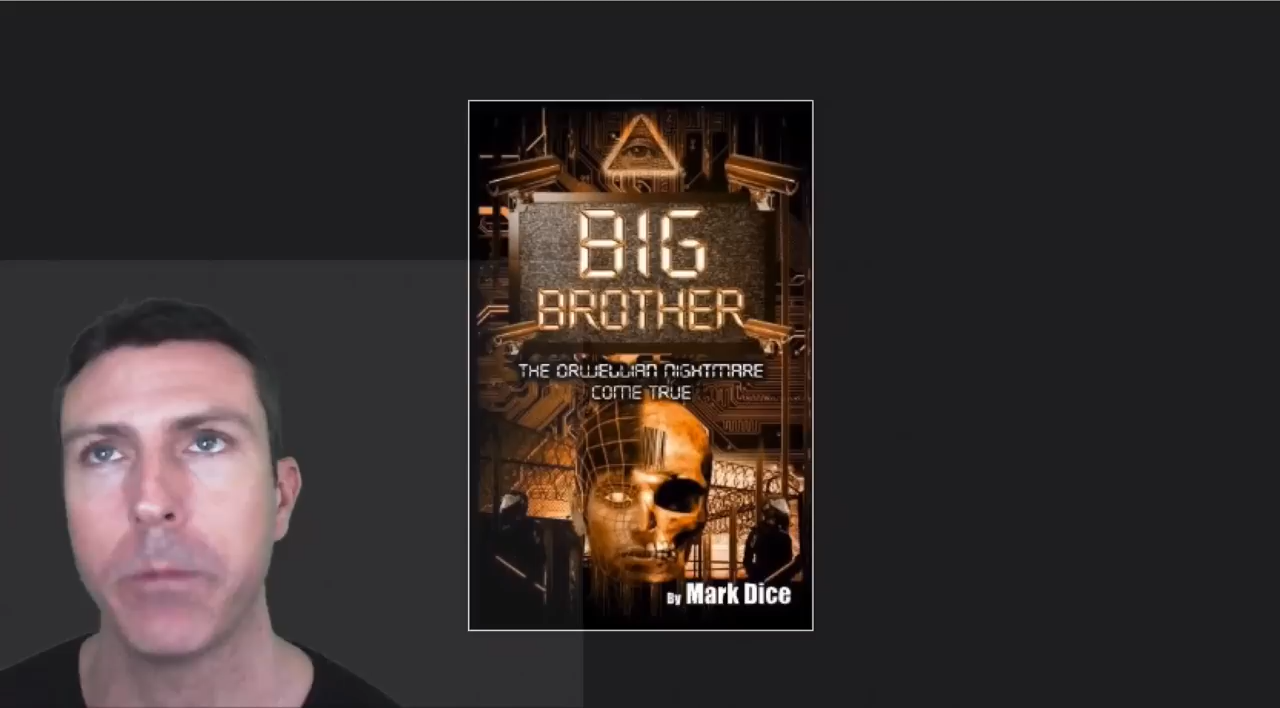 BIG
BROTHER
THE ORWELLIAN NIGHTMARE
COME TRUE
By Mark Dice